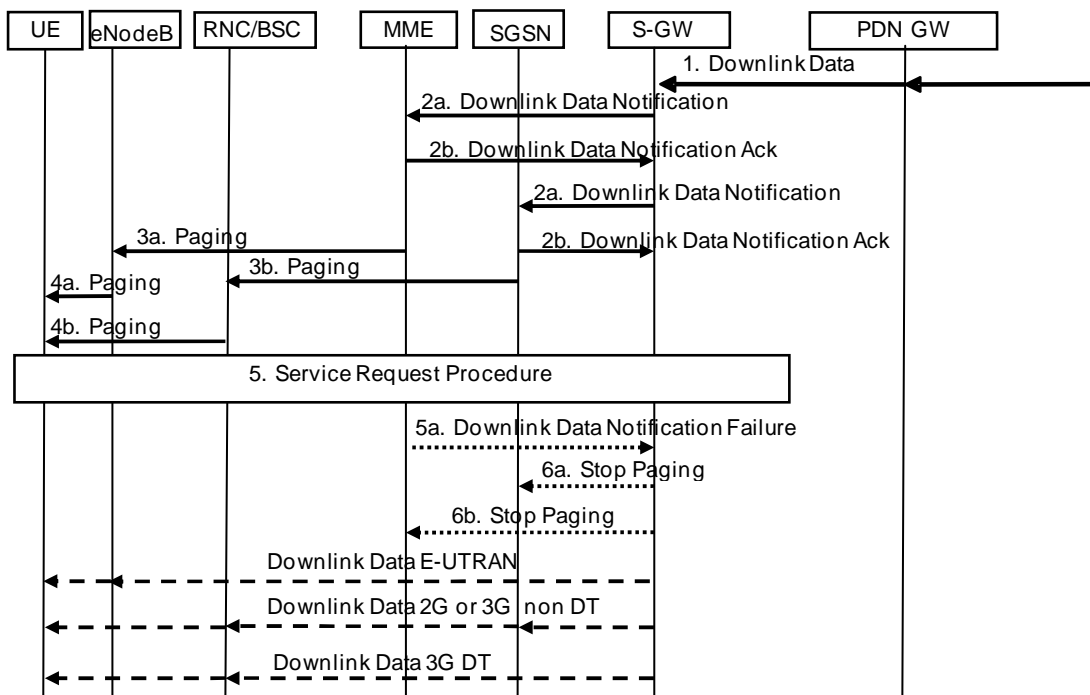 UE
eNodeB
RNC/BSC
MME
SGSN
S-GW
PDN GW
1. Downlink Data
2a. Downlink Data Notification
2b. Downlink Data Notification Ack
2a. Downlink Data Notification
3a. Paging
2b. Downlink Data Notification Ack
3b. Paging
4a. Paging
4b. Paging
5. Service Request Procedure
5a. Downlink Data Notification Failure
6a. Stop Paging
6b. Stop Paging
Downlink Data E-UTRAN
Downlink Data 2G or 3G non DT
Downlink Data 3G DT